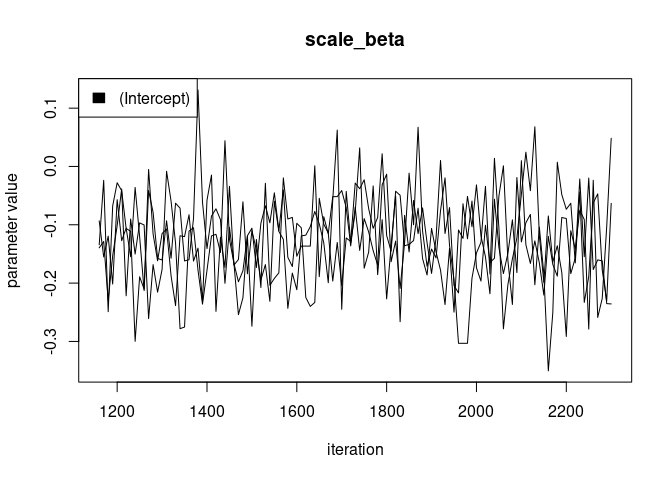 scale_beta
(Intercept)
parameter value
0.1
0.0
-0.1
-0.2
-0.3
1200 1400 1600 1800 2000 2200
iteration